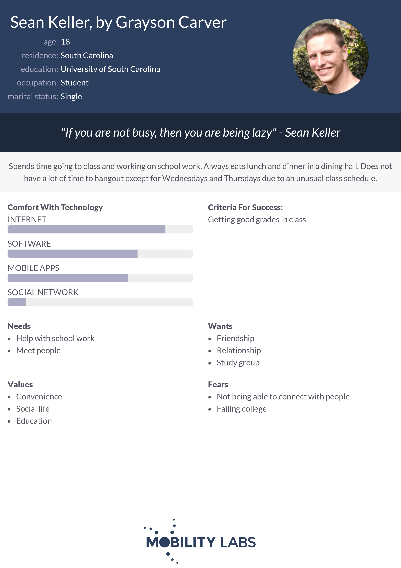 Sean Keller, by Grayson Carver
age: 18
residence: South Carolina
education: University of South Carolina
occupation: Student
marital status: Single
"If you are not busy, then you are being lazy" - Sean Keller
Spends time going to class and working on school work. Always eats lunch and dinner in a dining hall. Does not
have a lot of time to hangout except for Wednesdays and Thursdays due to an unusual class schedule.
Comfort With Technology
INTERNET
SOFTWARE
MOBILE APPS
SOCIAL NETWORK
Criteria For Success:
Getting good grades in class
Needs
Help with school work
Meet people
Wants
Friendship
Relationship
Study group
Values
Convenience
Social life
Education
Fears
Not being able to connect with people
Failing college
MOBILITY LABS